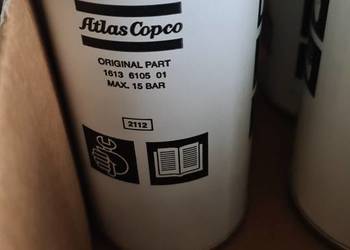 Atlas Copco
ORIGINAL PART
1613 6105 01
MAX. 15 BAR
2112